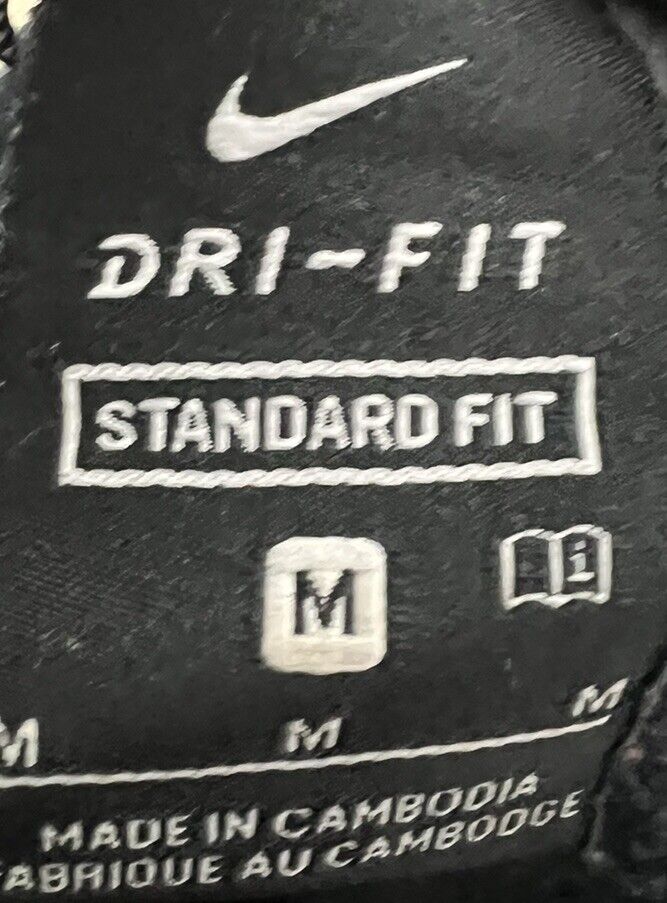 DRI-FIT
STANDARD FIT
M
i
M M M
MADE IN CAMBODIA
FABRIQUE AU CAMBODGE